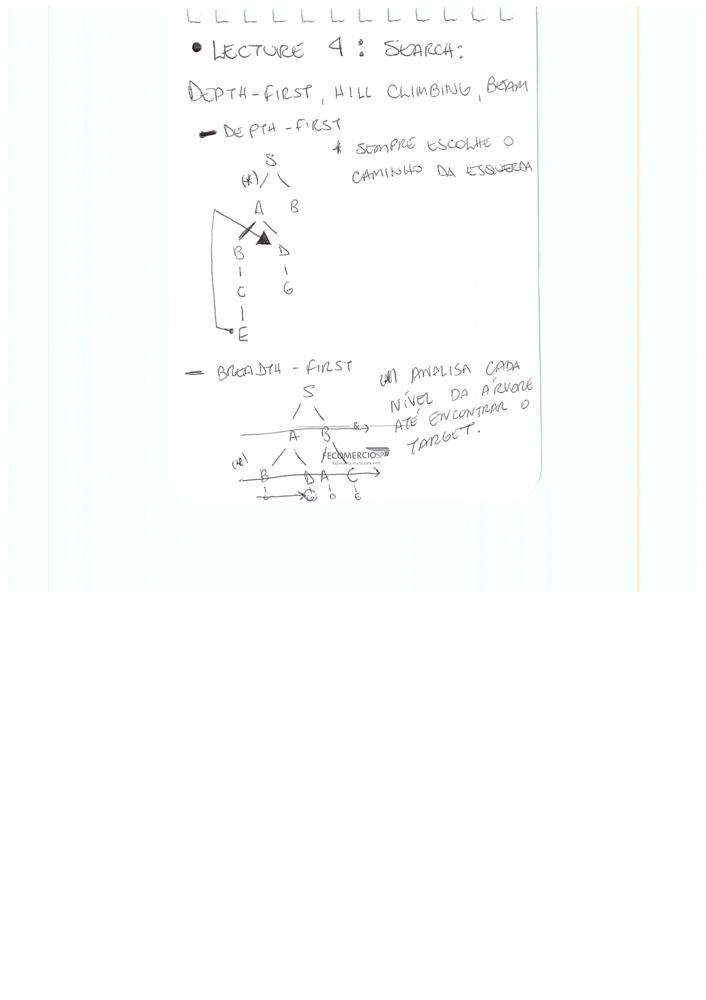 • LECTURE 4: SEARCH:
DEPTH-FIRST, HILL CLIMBING, BEAM
- DEPTH-FIRST
* SEMPRE ESCOLHE O
CAMINHO DA ESQUERDA
S
(*)
A B
B D
C G
E
- BREADTH-FIRST
(*) ANALISA CADA
NÍVEL DA ÁRVORE
ATÉ ENCONTRAR O
TARGET.
S
&
A B
FECOMERCIOSP
Representa muito para você
(*)
B D A C
C G D E